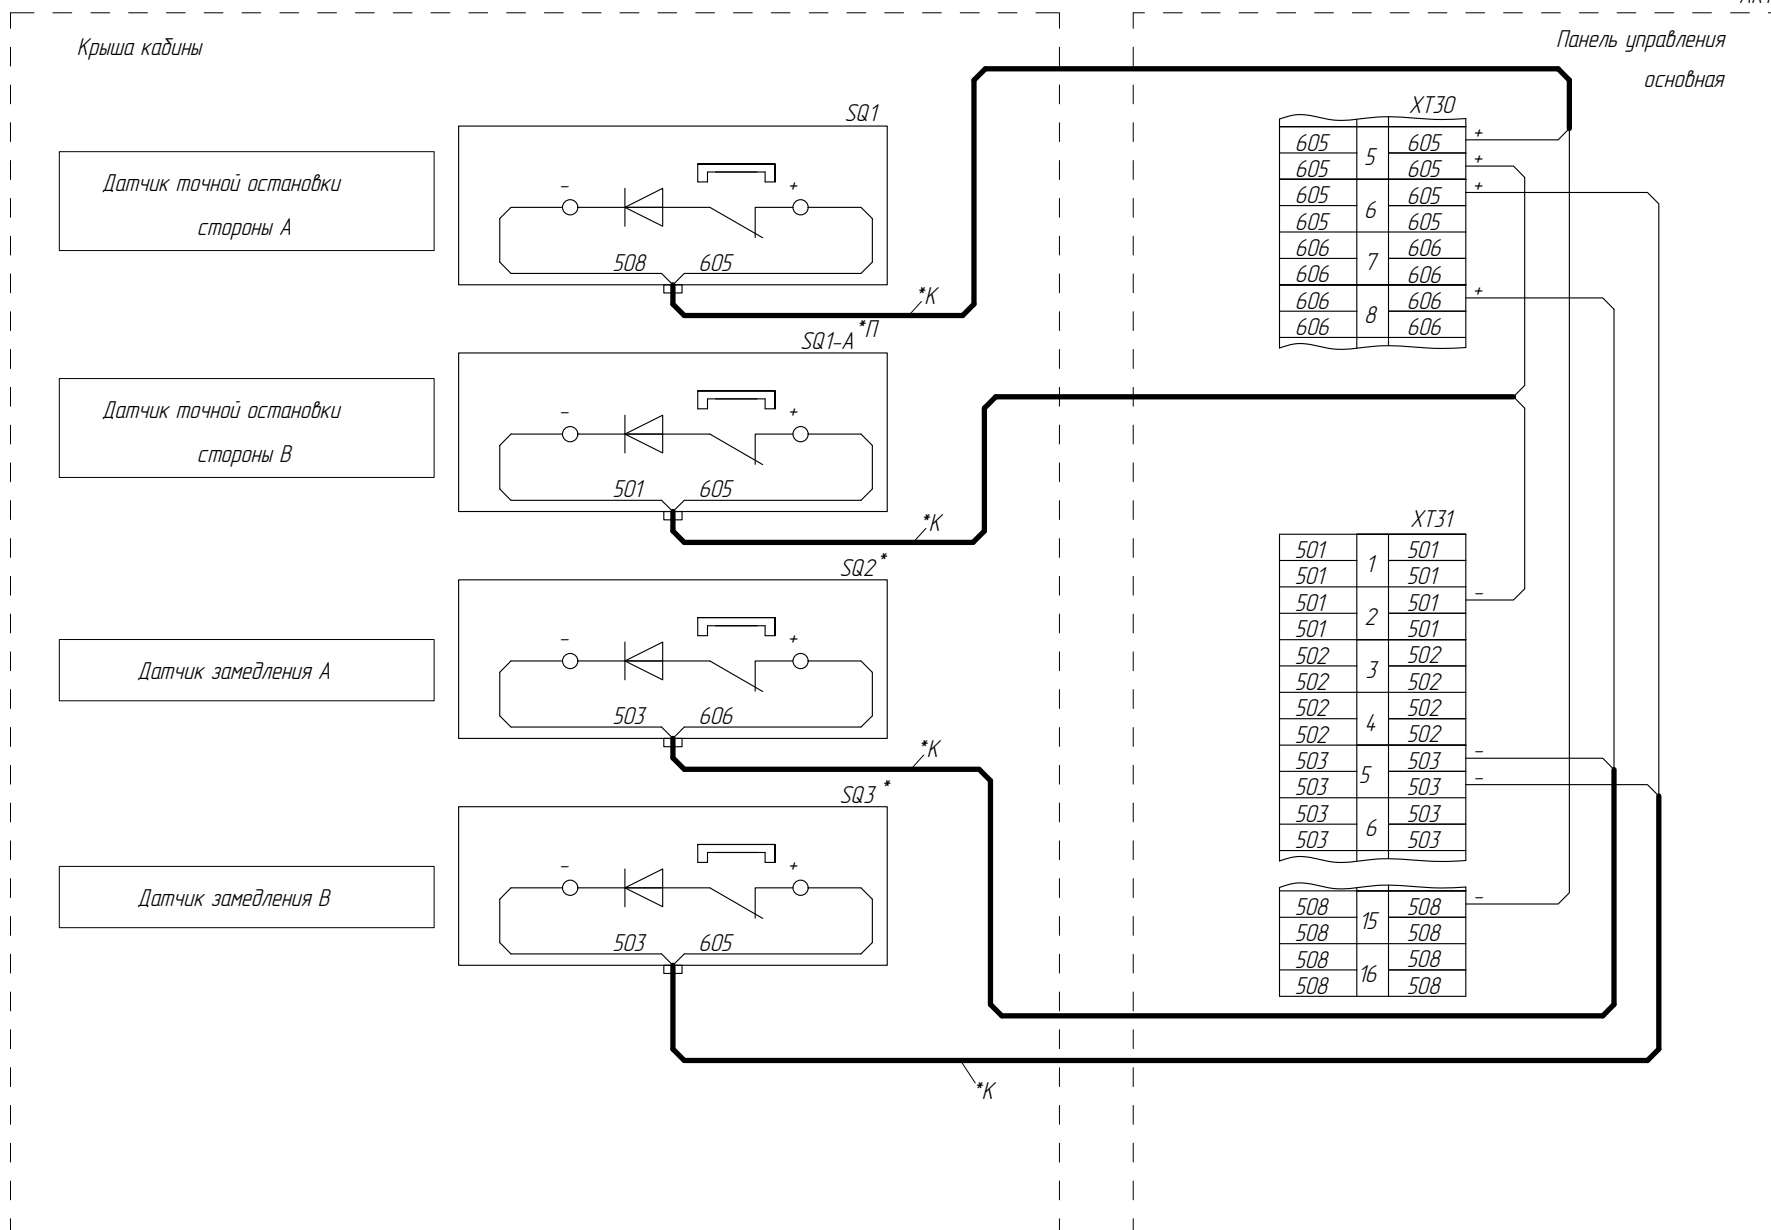 Крыша кабины
Панель управления
основная
Датчик точной остановки
стороны А
SQ1
-
+
508 605
*К
Датчик точной остановки
стороны В
SQ1-A *П
-
+
501 605
*К
Датчик замедления А
SQ2 *
-
+
503 606
*К
Датчик замедления В
SQ3 *
-
+
503 605
*К
XT30
605 5 605 +
605 605 +
605 6 605 +
605 605
606 7 606
606 606
606 8 606 +
606 606
XT31
501 1 501
501 501
501 2 501 -
501 501
502 3 502
502 502
502 4 502
502 502
503 5 503 -
503 503 -
503 6 503
503 503
508 15 508 -
508 508
508 16 508
508 508